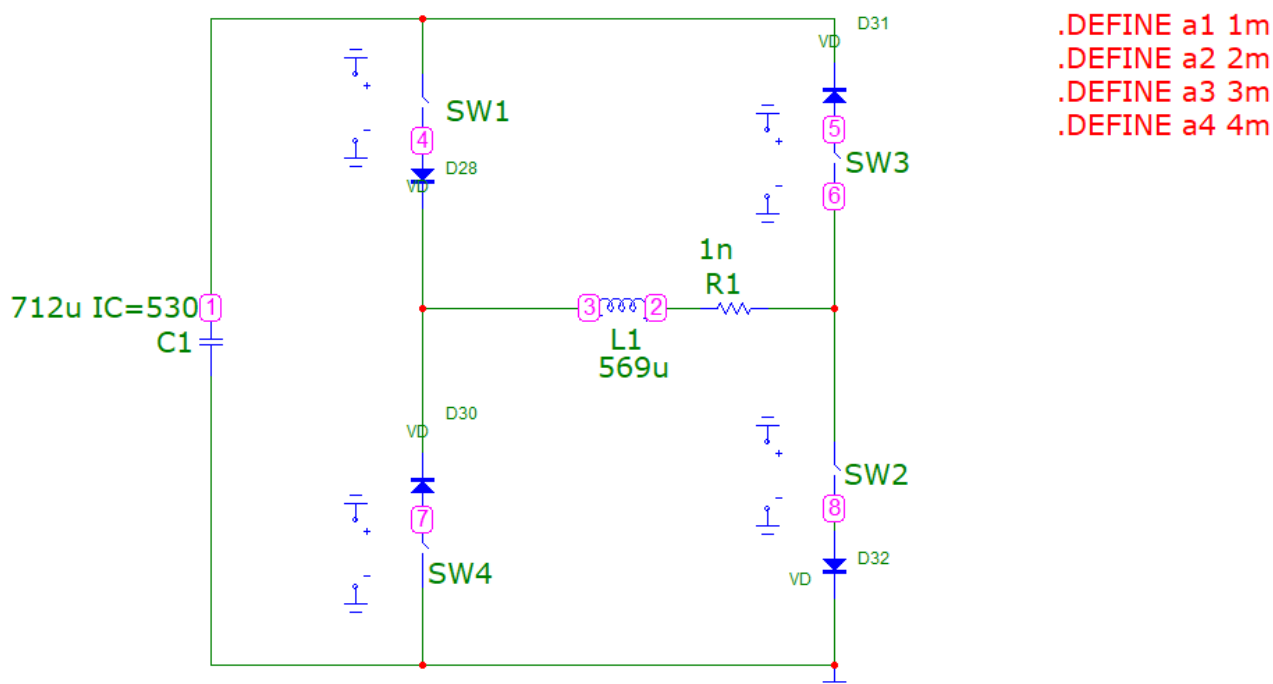 D31
.DEFINE a1 1m
VD
.DEFINE a2 2m
+
SW1
.DEFINE a3 3m
-
4
5
+
.DEFINE a4 4m
D28
SW3
VD
-
6
1n
R1
712u IC=530
1
3
2
C1
L1
569u
D30
VD
+
SW2
-
8
7
+
SW4
D32
VD
-